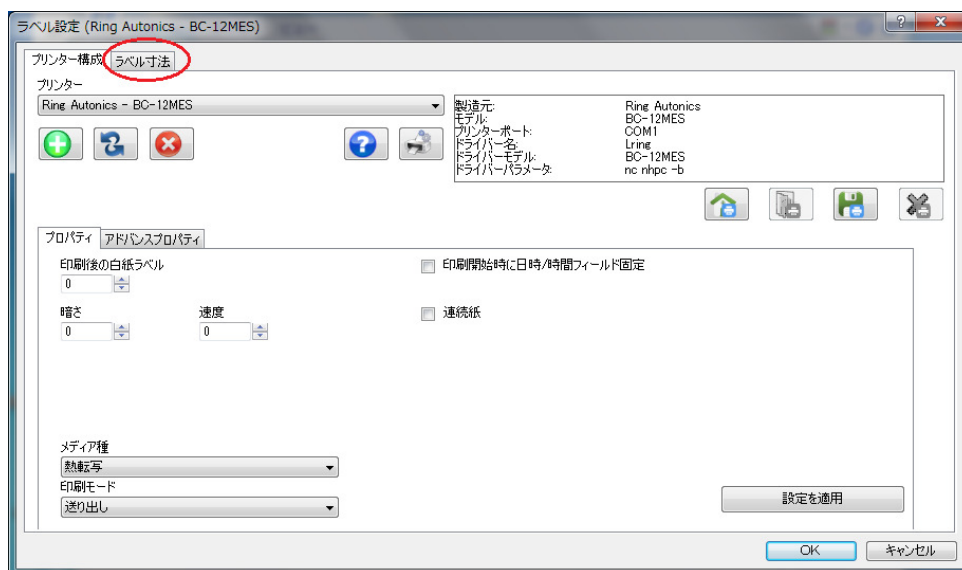 ラベル設定 (Ring Autonics - BC-12MES)
プリンター構成 ラベル寸法
プリンター
Ring Autonics - BC-12MES
製造元: Ring Autonics
モデル: BC-12MES
プリンターポート: COM1
ドライバー名: Lring
ドライバーモデル: BC-12MES
ドライバーパラメータ: nc nhpc -b
プロパティ アドバンスプロパティ
印刷後の白紙ラベル
0
印刷開始時に日時/時間フィールド固定
暗さ 速度
0 0
連続紙
メディア種
熱転写
印刷モード
送り出し
設定を適用
OK キャンセル